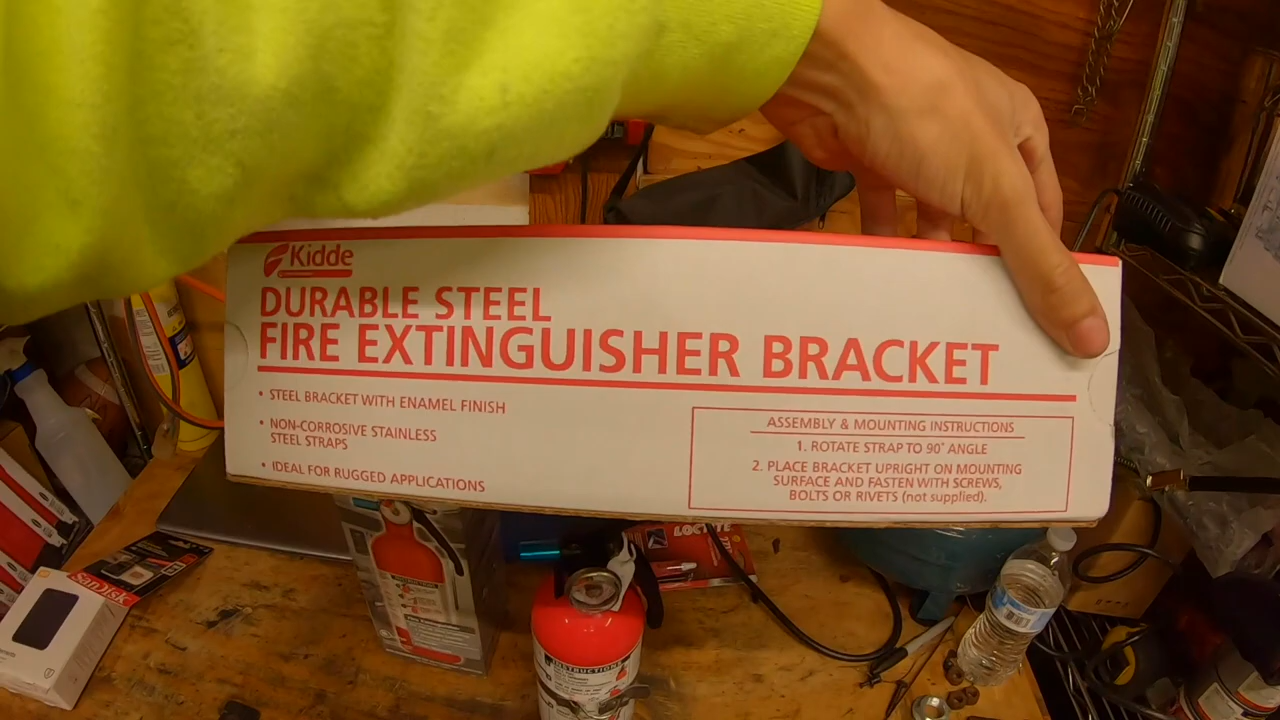 Kidde
DURABLE STEEL
FIRE EXTINGUISHER BRACKET
• STEEL BRACKET WITH ENAMEL FINISH
• NON-CORROSIVE STAINLESS
STEEL STRAPS
• IDEAL FOR RUGGED APPLICATIONS
ASSEMBLY & MOUNTING INSTRUCTIONS
1. ROTATE STRAP TO 90° ANGLE
2. PLACE BRACKET UPRIGHT ON MOUNTING
SURFACE AND FASTEN WITH SCREWS,
BOLTS OR RIVETS (not supplied).
LOCTITE
SanDisk
INSTRUCTIONS